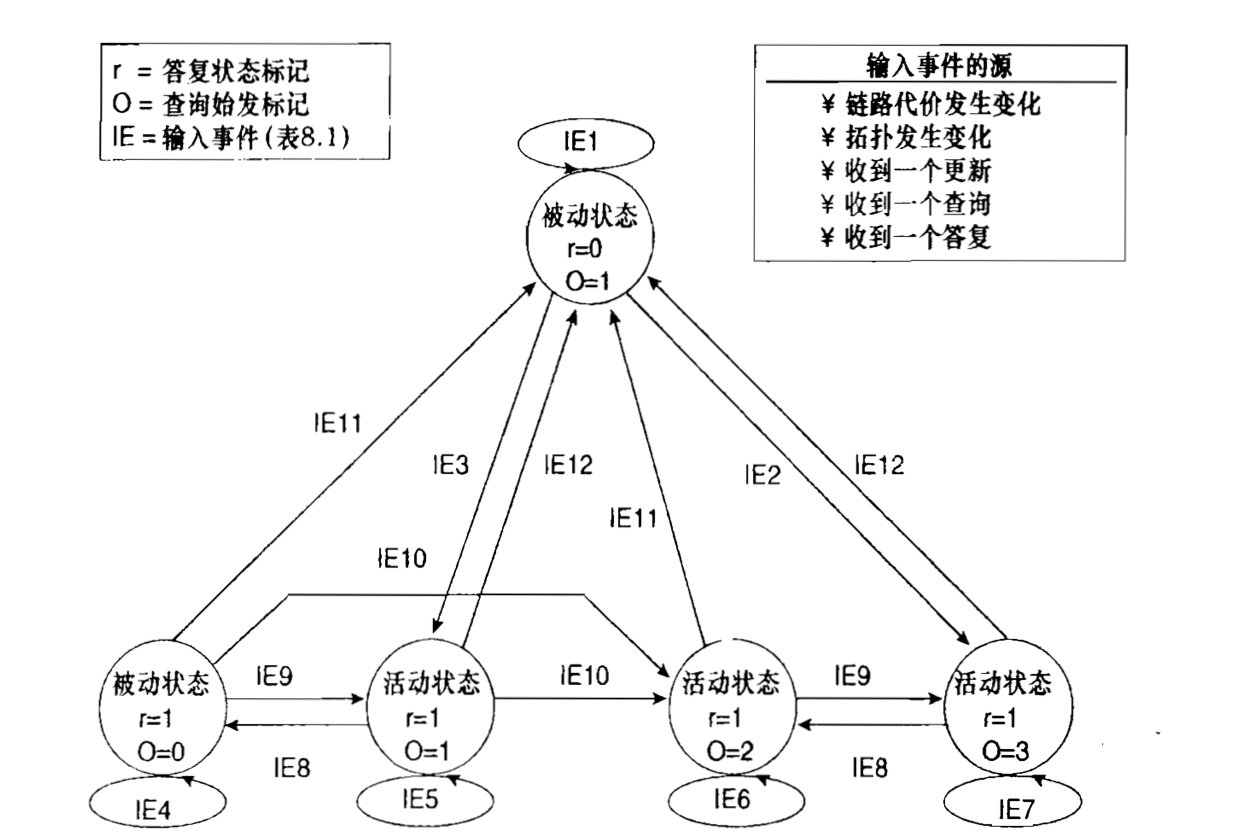 r = 答复状态标记
O = 查询始发标记
IE = 输入事件(表8.1)
输入事件的源
¥ 链路代价发生变化
¥ 拓扑发生变化
¥ 收到一个更新
¥ 收到一个查询
¥ 收到一个答复
IE1
被动状态
r=0
O=1
IE11
IE3
IE12
IE2
IE12
IE11
IE10
被动状态
r=1
O=0
IE9
IE8
活动状态
r=1
O=1
IE10
活动状态
r=1
O=2
IE9
IE8
活动状态
r=1
O=3
IE4
IE5
IE6
IE7